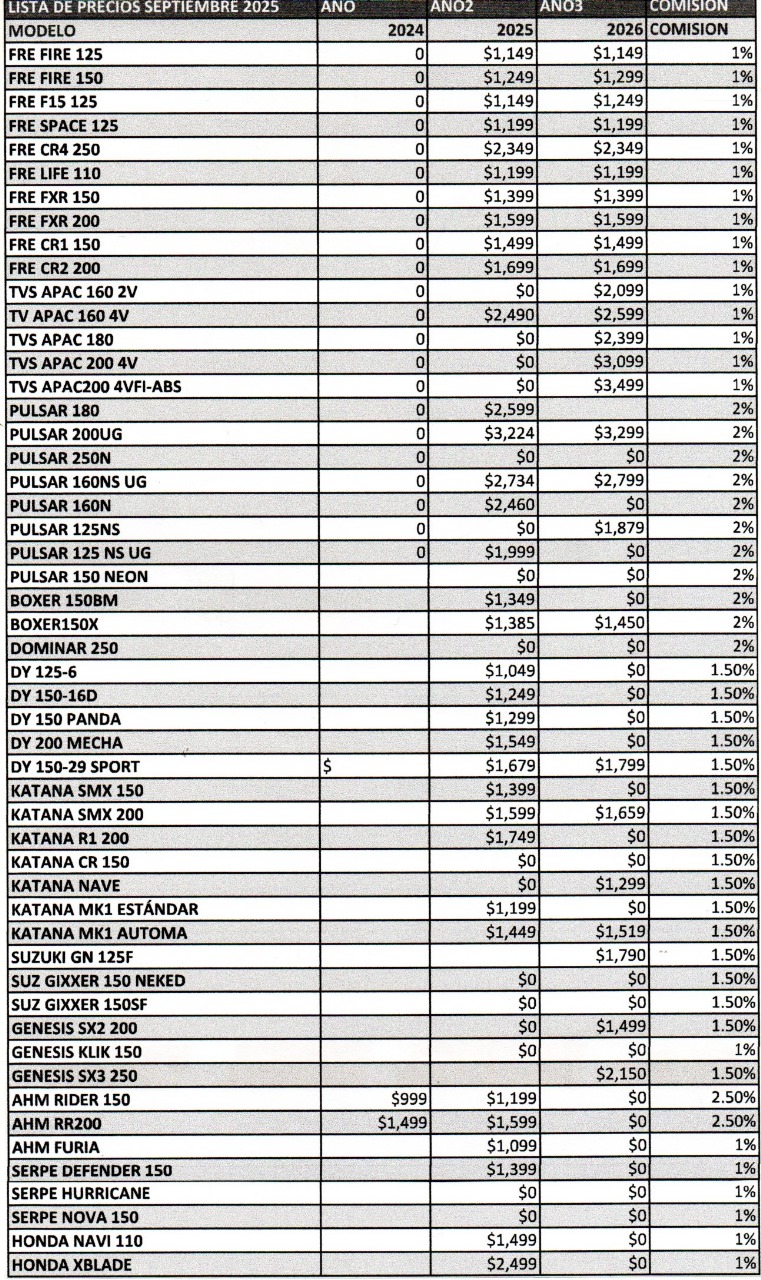 LISTA DE PRECIOS SEPTIEMBRE 2025 AÑO AÑO2 AÑO3 COMISION
MODELO 2024 2025 2026 COMISION
FRE FIRE 125 0 $1,149 $1,149 1%
FRE FIRE 150 0 $1,249 $1,299 1%
FRE F15 125 0 $1,149 $1,249 1%
FRE SPACE 125 0 $1,199 $1,199 1%
FRE CR4 250 0 $2,349 $2,349 1%
FRE LIFE 110 0 $1,199 $1,199 1%
FRE FXR 150 0 $1,399 $1,399 1%
FRE FXR 200 0 $1,599 $1,599 1%
FRE CR1 150 0 $1,499 $1,499 1%
FRE CR2 200 0 $1,699 $1,699 1%
TVS APAC 160 2V 0 $0 $2,099 1%
TV APAC 160 4V 0 $2,490 $2,599 1%
TVS APAC 180 0 $0 $2,399 1%
TVS APAC 200 4V 0 $0 $3,099 1%
TVS APAC200 4VFI-ABS 0 $0 $3,499 1%
PULSAR 180 0 $2,599 2%
PULSAR 200UG 0 $3,224 $3,299 2%
PULSAR 250N 0 $0 $0 2%
PULSAR 160NS UG 0 $2,734 $2,799 2%
PULSAR 160N 0 $2,460 $0 2%
PULSAR 125NS 0 $0 $1,879 2%
PULSAR 125 NS UG 0 $1,999 $0 2%
PULSAR 150 NEON $0 $0 2%
BOXER 150BM $1,349 $0 2%
BOXER150X $1,385 $1,450 2%
DOMINAR 250 $0 $0 2%
DY 125-6 $1,049 $0 1.50%
DY 150-16D $1,249 $0 1.50%
DY 150 PANDA $1,299 $0 1.50%
DY 200 MECHA $1,549 $0 1.50%
DY 150-29 SPORT $ $1,679 $1,799 1.50%
KATANA SMX 150 $1,399 $0 1.50%
KATANA SMX 200 $1,599 $1,659 1.50%
KATANA R1 200 $1,749 $0 1.50%
KATANA CR 150 $0 $0 1.50%
KATANA NAVE $0 $1,299 1.50%
KATANA MK1 ESTÁNDAR $1,199 $0 1.50%
KATANA MK1 AUTOMA $1,449 $1,519 1.50%
SUZUKI GN 125F $1,790 1.50%
SUZ GIXXER 150 NEKED $0 $0 1.50%
SUZ GIXXER 150SF $0 $0 1.50%
GENESIS SX2 200 $0 $1,499 1.50%
GENESIS KLIK 150 $0 $0 1%
GENESIS SX3 250 $2,150 1.50%
AHM RIDER 150 $999 $1,199 $0 2.50%
AHM RR200 $1,499 $1,599 $0 2.50%
AHM FURIA $1,099 $0 1%
SERPE DEFENDER 150 $1,399 $0 1%
SERPE HURRICANE $0 $0 1%
SERPE NOVA 150 $0 $0 1%
HONDA NAVI 110 $1,499 $0 1%
HONDA XBLADE $2,499 $0 1%